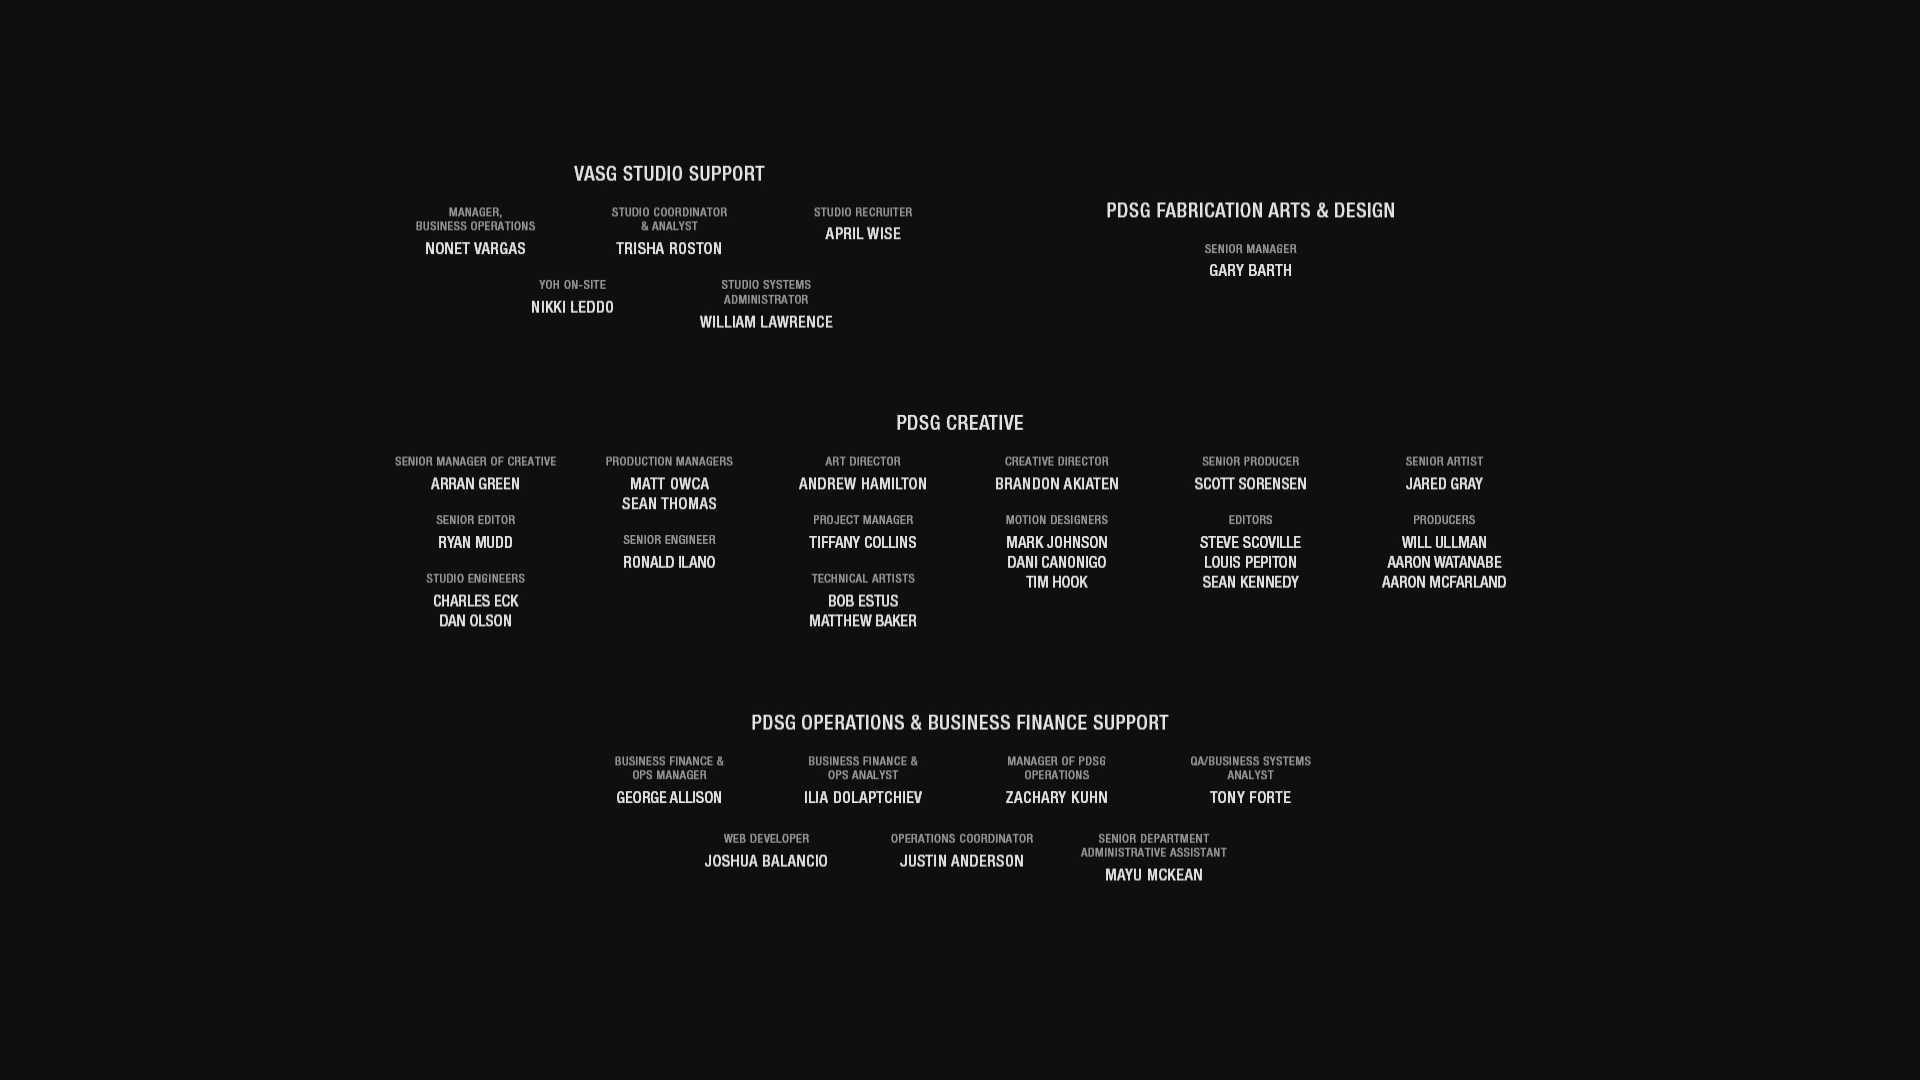 VASG STUDIO SUPPORT
MANAGER,
BUSINESS OPERATIONS
NONET VARGAS
STUDIO COORDINATOR
& ANALYST
TRISHA ROSTON
STUDIO RECRUITER
APRIL WISE
YOH ON-SITE
NIKKI LEDDO
STUDIO SYSTEMS
ADMINISTRATOR
WILLIAM LAWRENCE
PDSG FABRICATION ARTS & DESIGN
SENIOR MANAGER
GARY BARTH
PDSG CREATIVE
SENIOR MANAGER OF CREATIVE
ARRAN GREEN
SENIOR EDITOR
RYAN MUDD
STUDIO ENGINEERS
CHARLES ECK
DAN OLSON
PRODUCTION MANAGERS
MATT OWCA
SEAN THOMAS
SENIOR ENGINEER
RONALD ILANO
ART DIRECTOR
ANDREW HAMILTON
PROJECT MANAGER
TIFFANY COLLINS
TECHNICAL ARTISTS
BOB ESTUS
MATTHEW BAKER
CREATIVE DIRECTOR
BRANDON AKIATEN
MOTION DESIGNERS
MARK JOHNSON
DANI CANONIGO
TIM HOOK
SENIOR PRODUCER
SCOTT SORENSEN
EDITORS
STEVE SCOVILLE
LOUIS PEPITON
SEAN KENNEDY
SENIOR ARTIST
JARED GRAY
PRODUCERS
WILL ULLMAN
AARON WATANABE
AARON MCFARLAND
PDSG OPERATIONS & BUSINESS FINANCE SUPPORT
BUSINESS FINANCE &
OPS MANAGER
GEORGE ALLISON
BUSINESS FINANCE &
OPS ANALYST
ILIA DOLAPTCHIEV
MANAGER OF PDSG
OPERATIONS
ZACHARY KUHN
QA/BUSINESS SYSTEMS
ANALYST
TONY FORTE
WEB DEVELOPER
JOSHUA BALANCIO
OPERATIONS COORDINATOR
JUSTIN ANDERSON
SENIOR DEPARTMENT
ADMINISTRATIVE ASSISTANT
MAYU MCKEAN